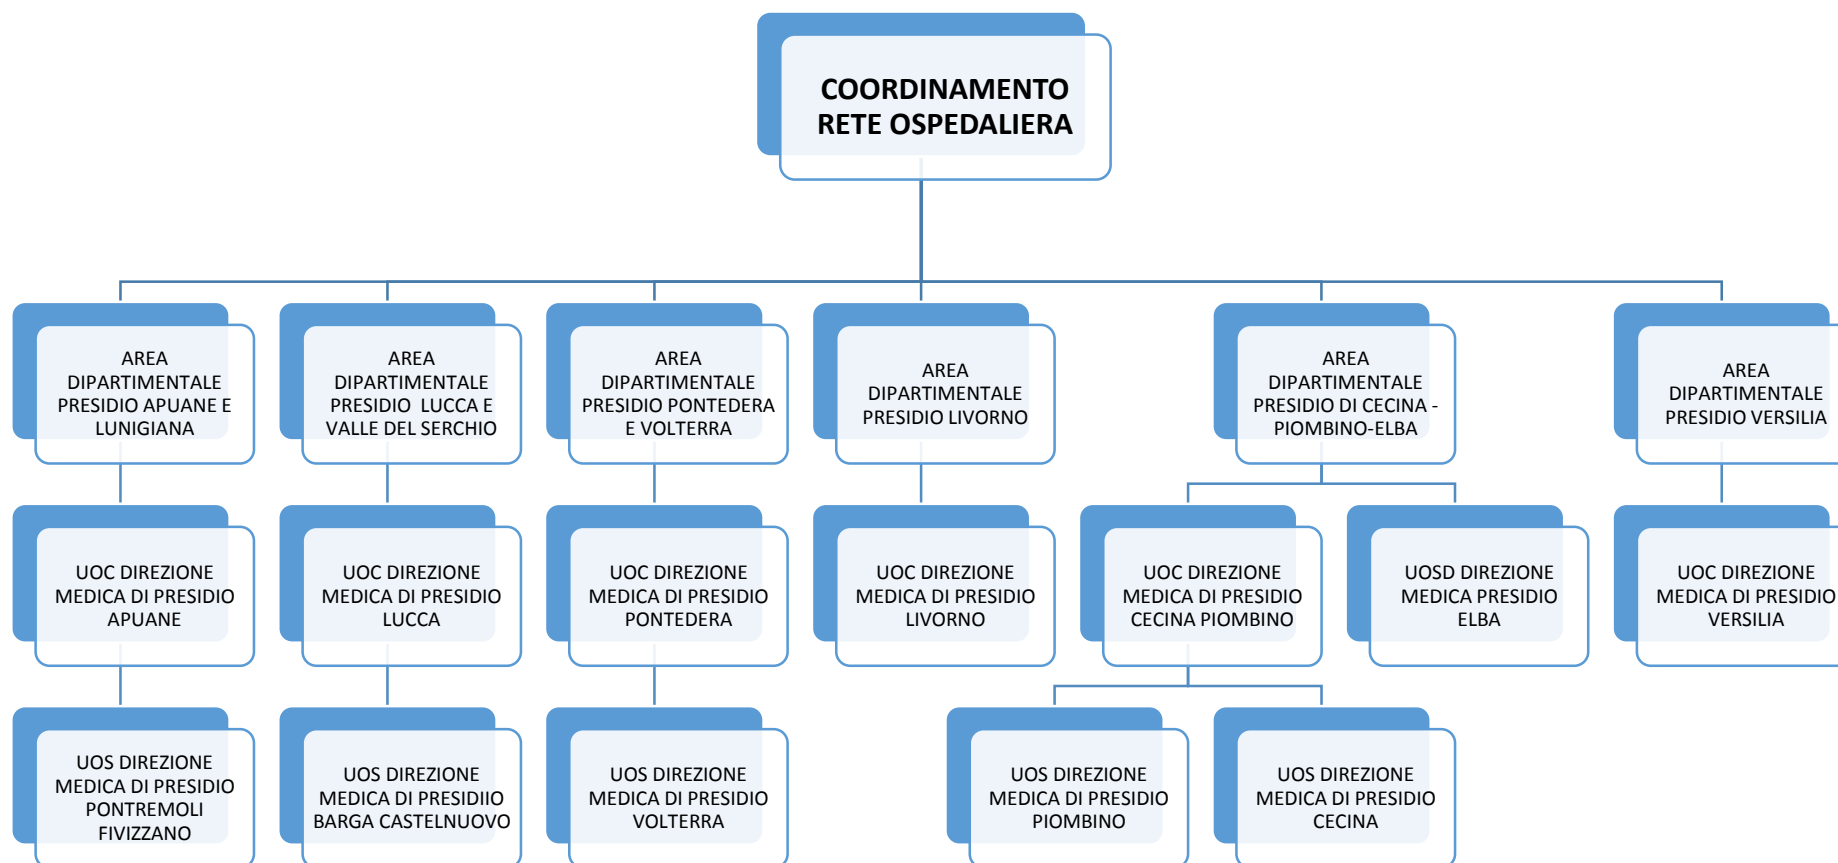 COORDINAMENTO
RETE OSPEDALIERA
AREA
DIPARTIMENTALE
PRESIDIO APUANE E
LUNIGIANA
AREA
DIPARTIMENTALE
PRESIDIO LUCCA E
VALLE DEL SERCHIO
AREA
DIPARTIMENTALE
PRESIDIO PONTEDERA
E VOLTERRA
AREA
DIPARTIMENTALE
PRESIDIO LIVORNO
AREA
DIPARTIMENTALE
PRESIDIO DI CECINA -
PIOMBINO-ELBA
AREA
DIPARTIMENTALE
PRESIDIO VERSILIA
UOC DIREZIONE
MEDICA DI PRESIDIO
APUANE
UOC DIREZIONE
MEDICA DI PRESIDIO
LUCCA
UOC DIREZIONE
MEDICA DI PRESIDIO
PONTEDERA
UOC DIREZIONE
MEDICA DI PRESIDIO
LIVORNO
UOC DIREZIONE
MEDICA DI PRESIDIO
CECINA PIOMBINO
UOSD DIREZIONE
MEDICA PRESIDIO
ELBA
UOC DIREZIONE
MEDICA DI PRESIDIO
VERSILIA
UOS DIREZIONE
MEDICA DI PRESIDIO
PONTREMOLI
FIVIZZANO
UOS DIREZIONE
MEDICA DI PRESIDIIO
BARGA CASTELNUOVO
UOS DIREZIONE
MEDICA DI PRESIDIO
VOLTERRA
UOS DIREZIONE
MEDICA DI PRESIDIO
PIOMBINO
UOS DIREZIONE
MEDICA DI PRESIDIO
CECINA